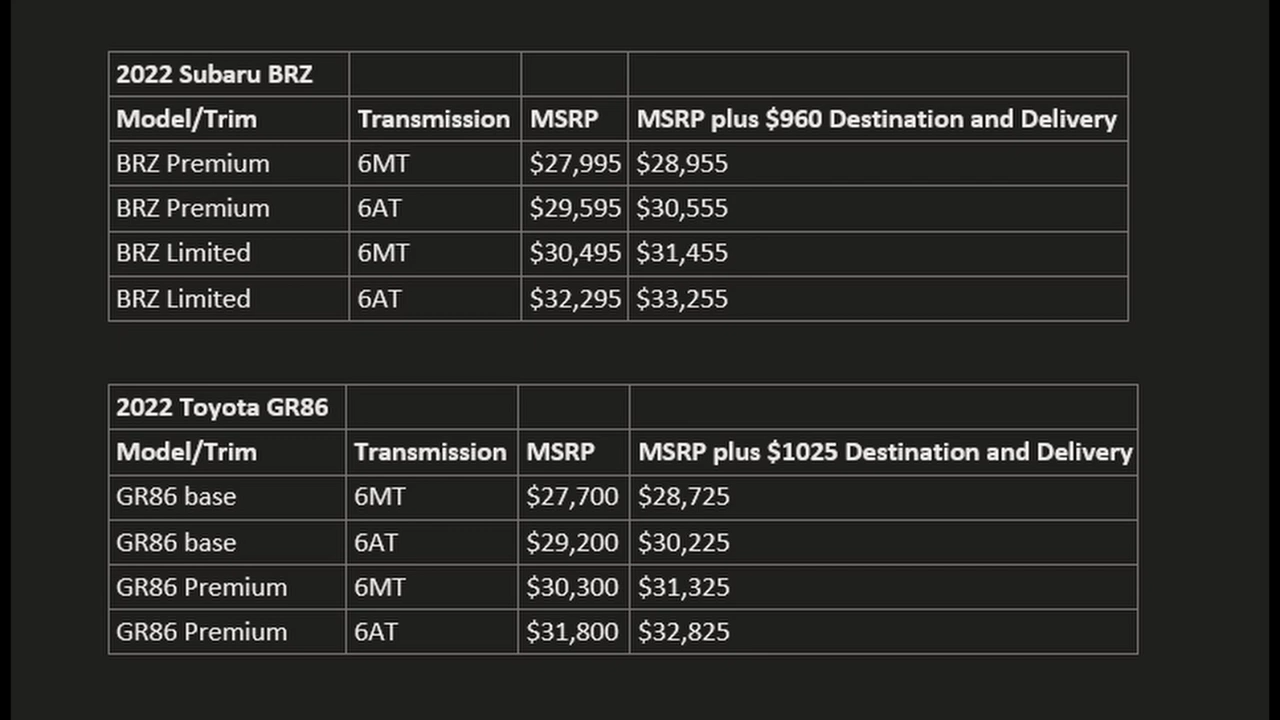 2022 Subaru BRZ
Model/Trim Transmission MSRP MSRP plus $960 Destination and Delivery
BRZ Premium 6MT $27,995 $28,955
BRZ Premium 6AT $29,595 $30,555
BRZ Limited 6MT $30,495 $31,455
BRZ Limited 6AT $32,295 $33,255
2022 Toyota GR86
Model/Trim Transmission MSRP MSRP plus $1025 Destination and Delivery
GR86 base 6MT $27,700 $28,725
GR86 base 6AT $29,200 $30,225
GR86 Premium 6MT $30,300 $31,325
GR86 Premium 6AT $31,800 $32,825